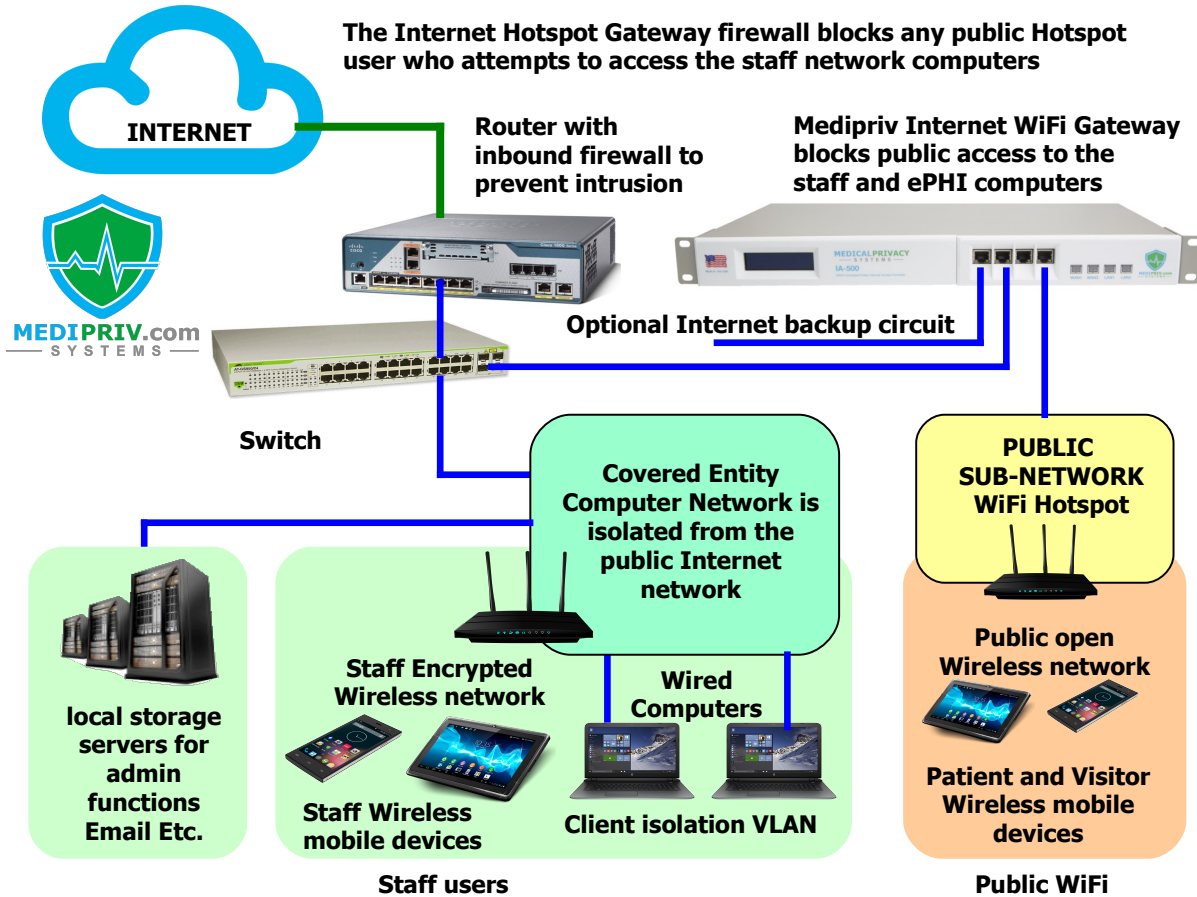 The Internet Hotspot Gateway firewall blocks any public Hotspot
user who attempts to access the staff network computers
INTERNET
Router with
inbound firewall to
prevent intrusion
Medipriv Internet WiFi Gateway
blocks public access to the
staff and ePHI computers
MEDICALPRIVACY
SYSTEMS
IA-500
MEDIPRIV.com
MEDIPRIV.com
SYSTEMS
Optional Internet backup circuit
Switch
Covered Entity
Computer Network is
isolated from the
public Internet
network
PUBLIC
SUB-NETWORK
WiFi Hotspot
local storage
servers for
admin
functions
Email Etc.
Staff Encrypted
Wireless network
Wired
Computers
Staff Wireless
mobile devices
Client isolation VLAN
Public open
Wireless network
Patient and Visitor
Wireless mobile
devices
Staff users
Public WiFi